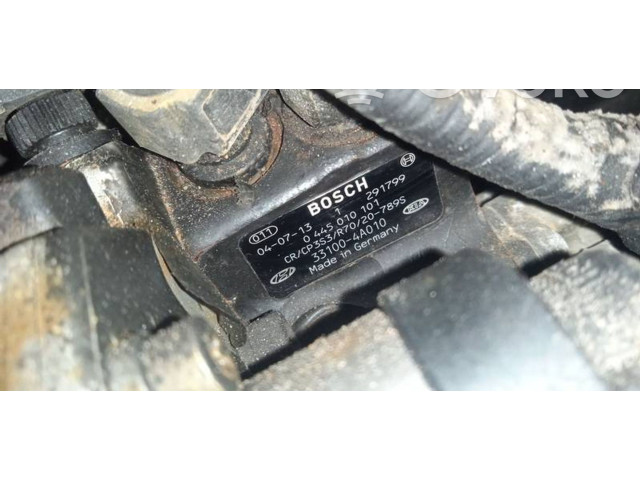 BOSCH
011 04-07-13 1 291799
0 445 010 101
CR/CP3S3/R70/20-789S
33100-4A010
Made in Germany